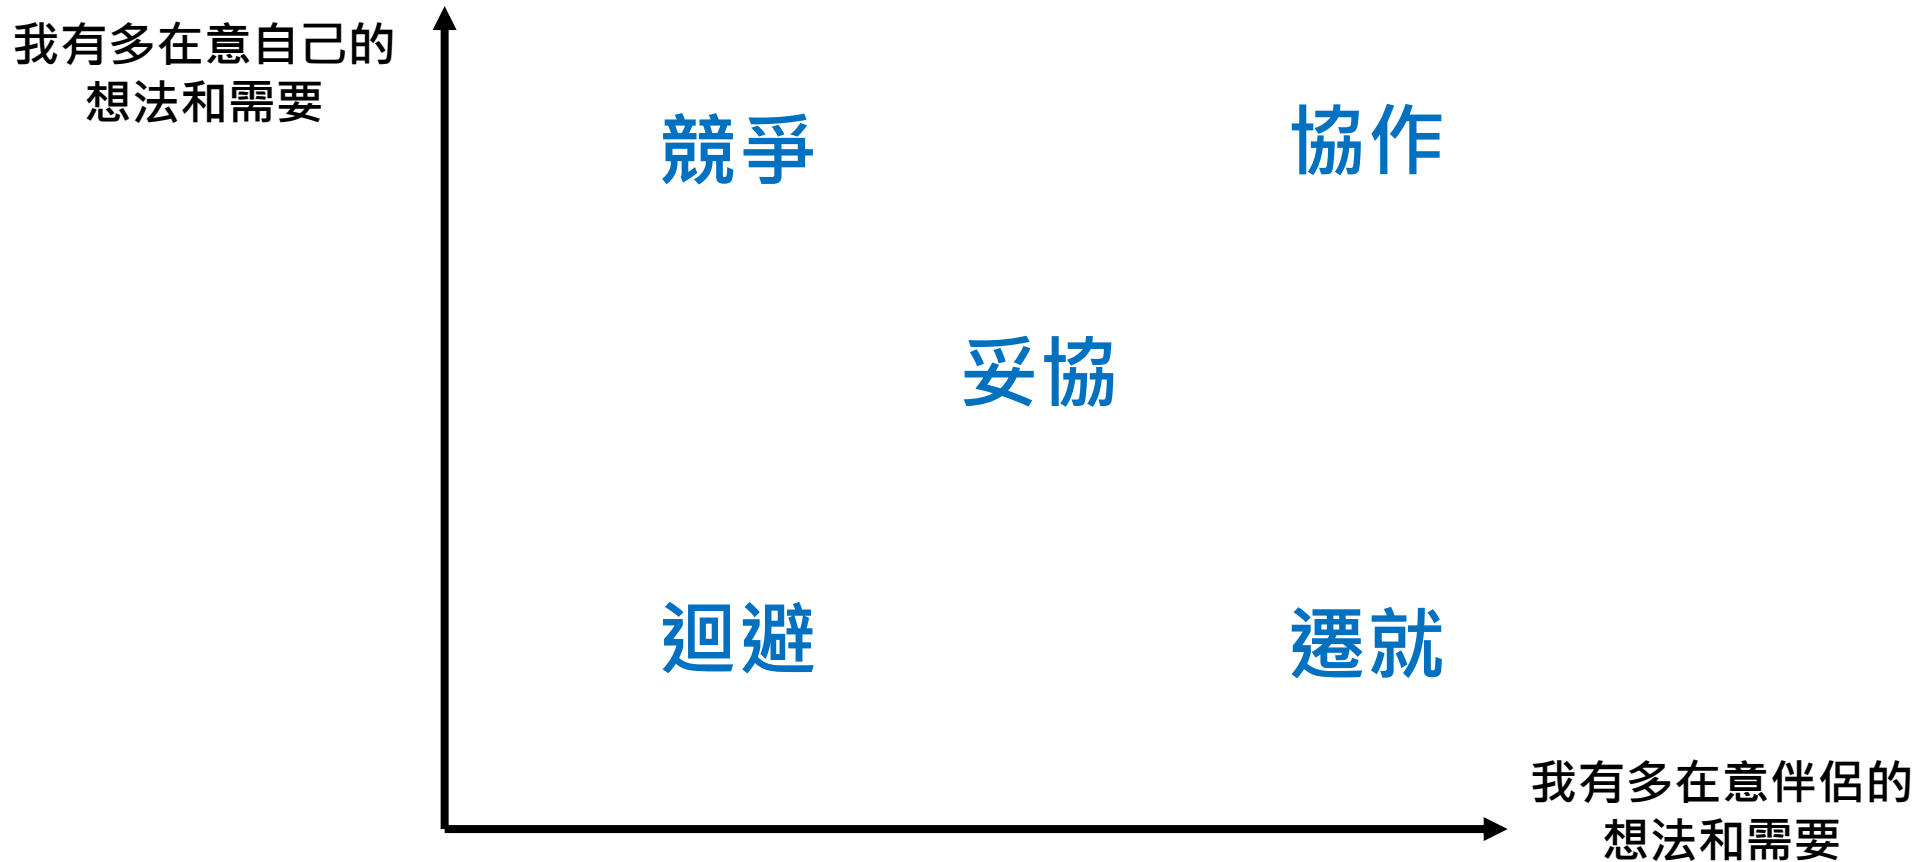 我有多在意自己的
想法和需要
競爭
協作
妥協
迴避
遷就
我有多在意伴侶的
想法和需要